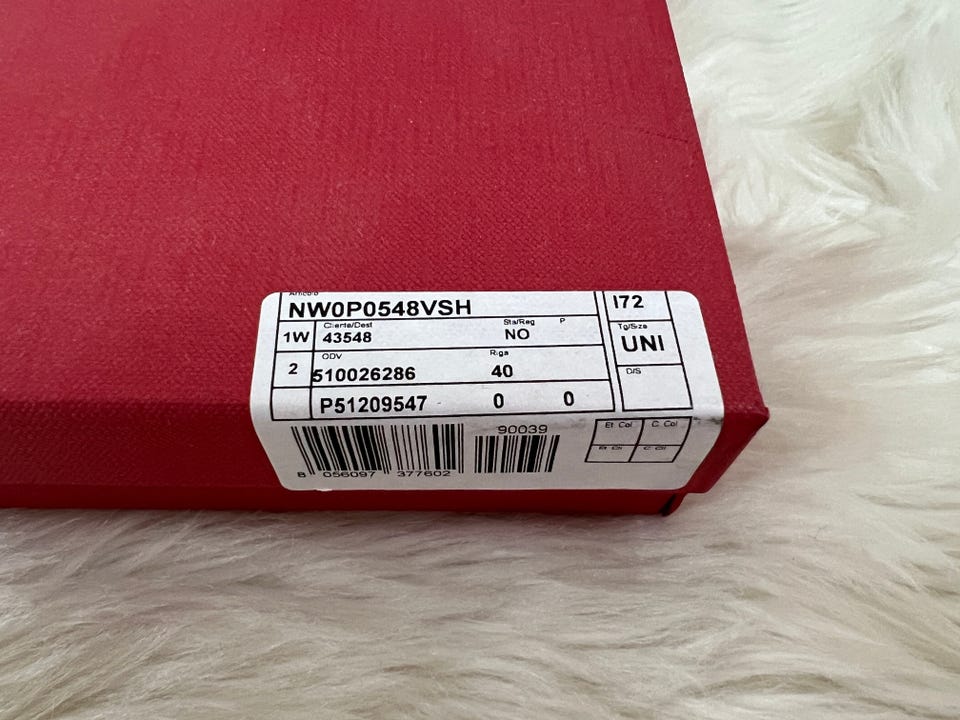 Articolo
NW0P0548VSH I72
Cliente/Dest Sta/Reg P Tg/Size
1W 43548 NO UNI
ODV Riga D/S
2 510026286 40
P51209547 0 0
90039 Et Col C. Col
8 056097 377602